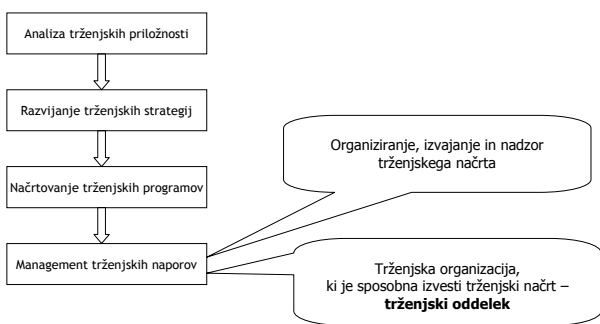 Analiza trženjskih priložnosti
Razvijanje trženjskih strategij
Načrtovanje trženjskih programov
Management trženjskih naporov
Organiziranje, izvajanje in nadzor
trženjskega načrta
Trženjska organizacija,
ki je sposobna izvesti trženjski načrt –
trženjski oddelek